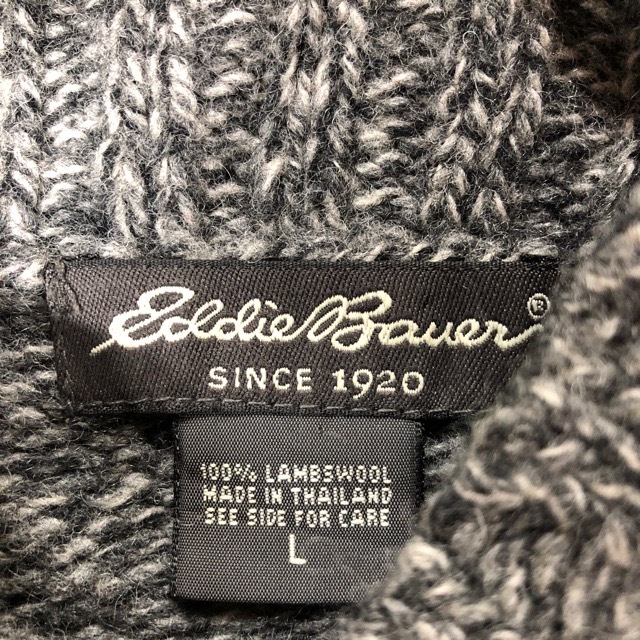 Eddie Bauer®
SINCE 1920
100% LAMBSWOOL
MADE IN THAILAND
SEE SIDE FOR CARE
L